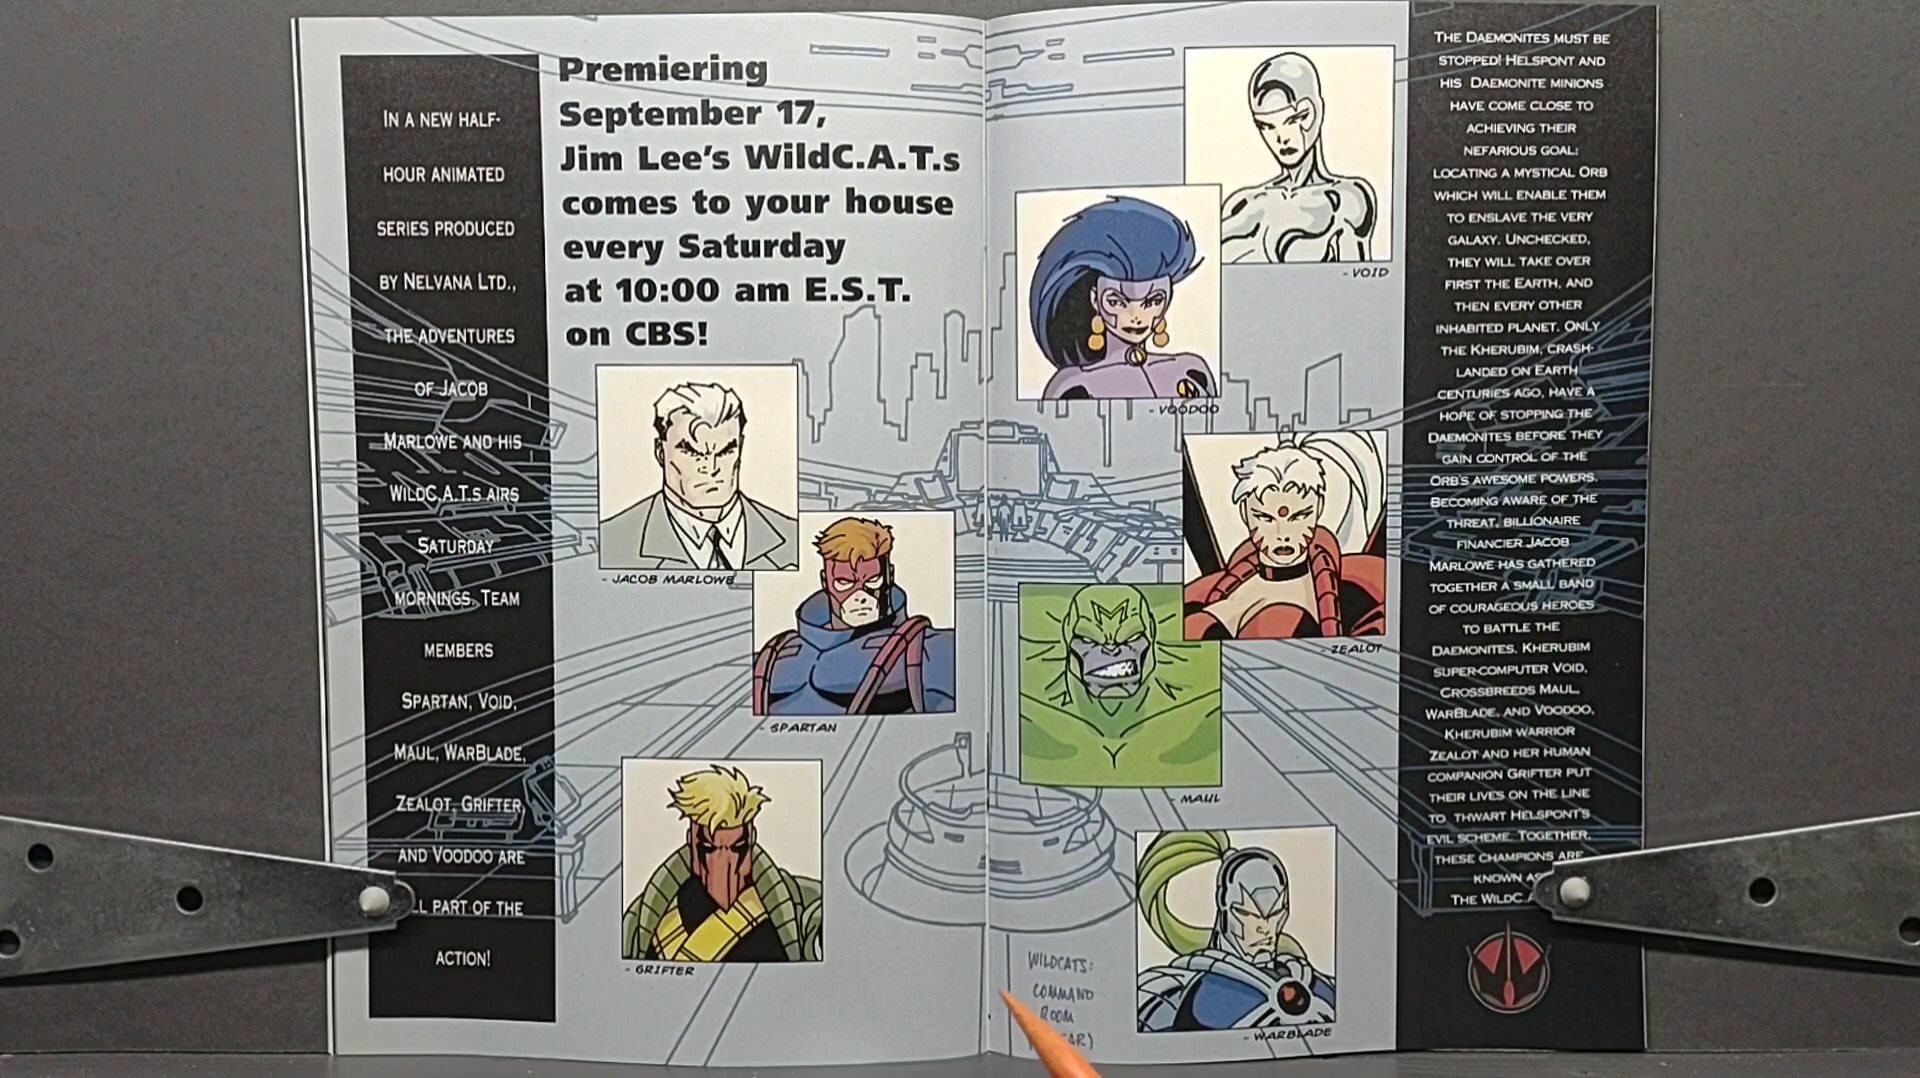 In a new half-
hour animated
series produced
by Nelvana Ltd.,
the adventures
of Jacob
Marlowe and his
WildC.A.T.s airs
Saturday
mornings. Team
members
Spartan, Void,
Maul, WarBlade,
Zealot, Grifter,
and Voodoo are
part of the
action!
Premiering
September 17,
Jim Lee's WildC.A.T.s
comes to your house
every Saturday
at 10:00 am E.S.T.
on CBS!
- JACOB MARLOWE
- SPARTAN
- GRIFTER
- VOID
- VOODOO
- ZEALOT
- MAUL
- WARBLADE
WILDCATS:
COMMAND
ROOM
The Daemonites must be
stopped! Helspont and
his Daemonite minions
have come close to
achieving their
nefarious goal:
locating a mystical Orb
which will enable them
to enslave the very
galaxy. Unchecked,
they will take over
first the Earth, and
then every other
inhabited planet. Only
the Kherubim, crash-
landed on Earth
centuries ago, have a
hope of stopping the
Daemonites before they
gain control of the
Orb's awesome powers.
Becoming aware of the
threat, billionaire
financier Jacob
Marlowe has gathered
together a small band
of courageous heroes
to battle the
Daemonites. Kherubim
super-computer Void,
Crossbreeds Maul,
WarBlade, and Voodoo,
Kherubim warrior
Zealot and her human
companion Grifter put
their lives on the line
to thwart Helspont's
evil scheme. Together,
these champions are
known
The